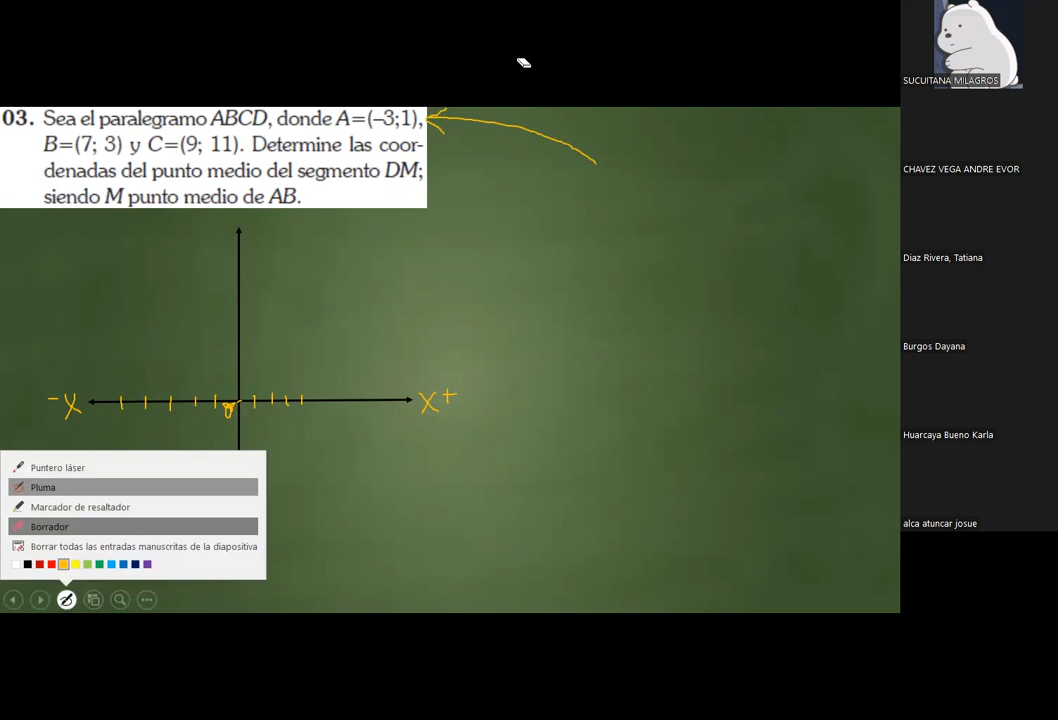 SUCUITANA MILAGROS
03. Sea el paralegramo ABCD, donde A=(–3;1),
B=(7; 3) y C=(9; 11). Determine las coor-
denadas del punto medio del segmento DM;
siendo M punto medio de AB.
CHAVEZ VEGA ANDRE EVOR
Diaz Rivera, Tatiana
Burgos Dayana
-X
X+
Huarcaya Bueno Karla
Puntero láser
Pluma
Marcador de resaltador
Borrador
alca atuncar josue
Borrar todas las entradas manuscritas de la diapositiva